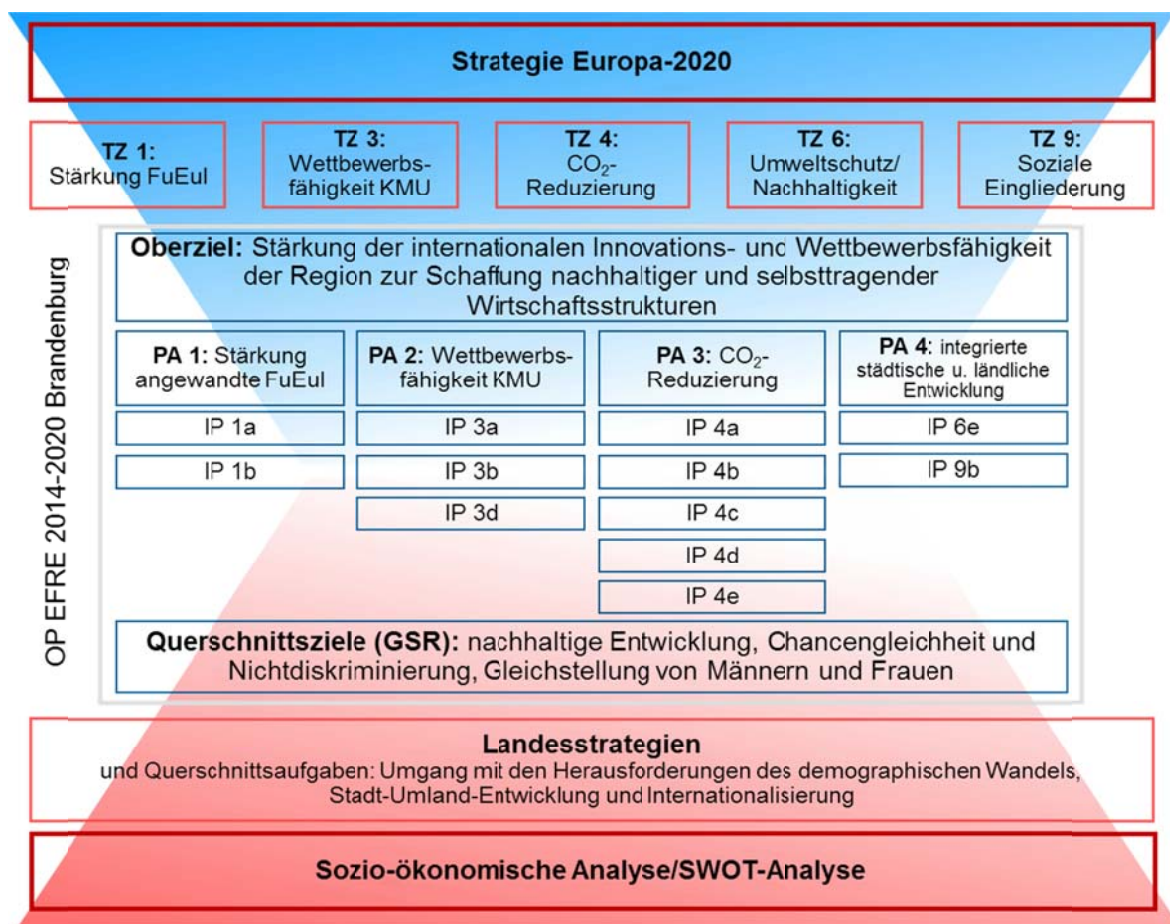 Strategie Europa-2020
TZ 1:
Stärkung FuEuI
TZ 3:
Wettbewerbs-
fähigkeit KMU
TZ 4:
CO₂-
Reduzierung
TZ 6:
Umweltschutz/
Nachhaltigkeit
TZ 9:
Soziale
Eingliederung
OP EFRE 2014-2020 Brandenburg
Oberziel: Stärkung der internationalen Innovations- und Wettbewerbsfähigkeit
der Region zur Schaffung nachhaltiger und selbsttragender
Wirtschaftsstrukturen
PA 1: Stärkung
angewandte FuEuI
IP 1a
IP 1b
PA 2: Wettbewerbs-
fähigkeit KMU
IP 3a
IP 3b
IP 3d
PA 3: CO₂-
Reduzierung
IP 4a
IP 4b
IP 4c
IP 4d
IP 4e
PA 4: integrierte
städtische u. ländliche
Entwicklung
IP 6e
IP 9b
Querschnittsziele (GSR): nachhaltige Entwicklung, Chancengleichheit und
Nichtdiskriminierung, Gleichstellung von Männern und Frauen
Landesstrategien
und Querschnittsaufgaben: Umgang mit den Herausforderungen des demographischen Wandels,
Stadt-Umland-Entwicklung und Internationalisierung
Sozio-ökonomische Analyse/SWOT-Analyse